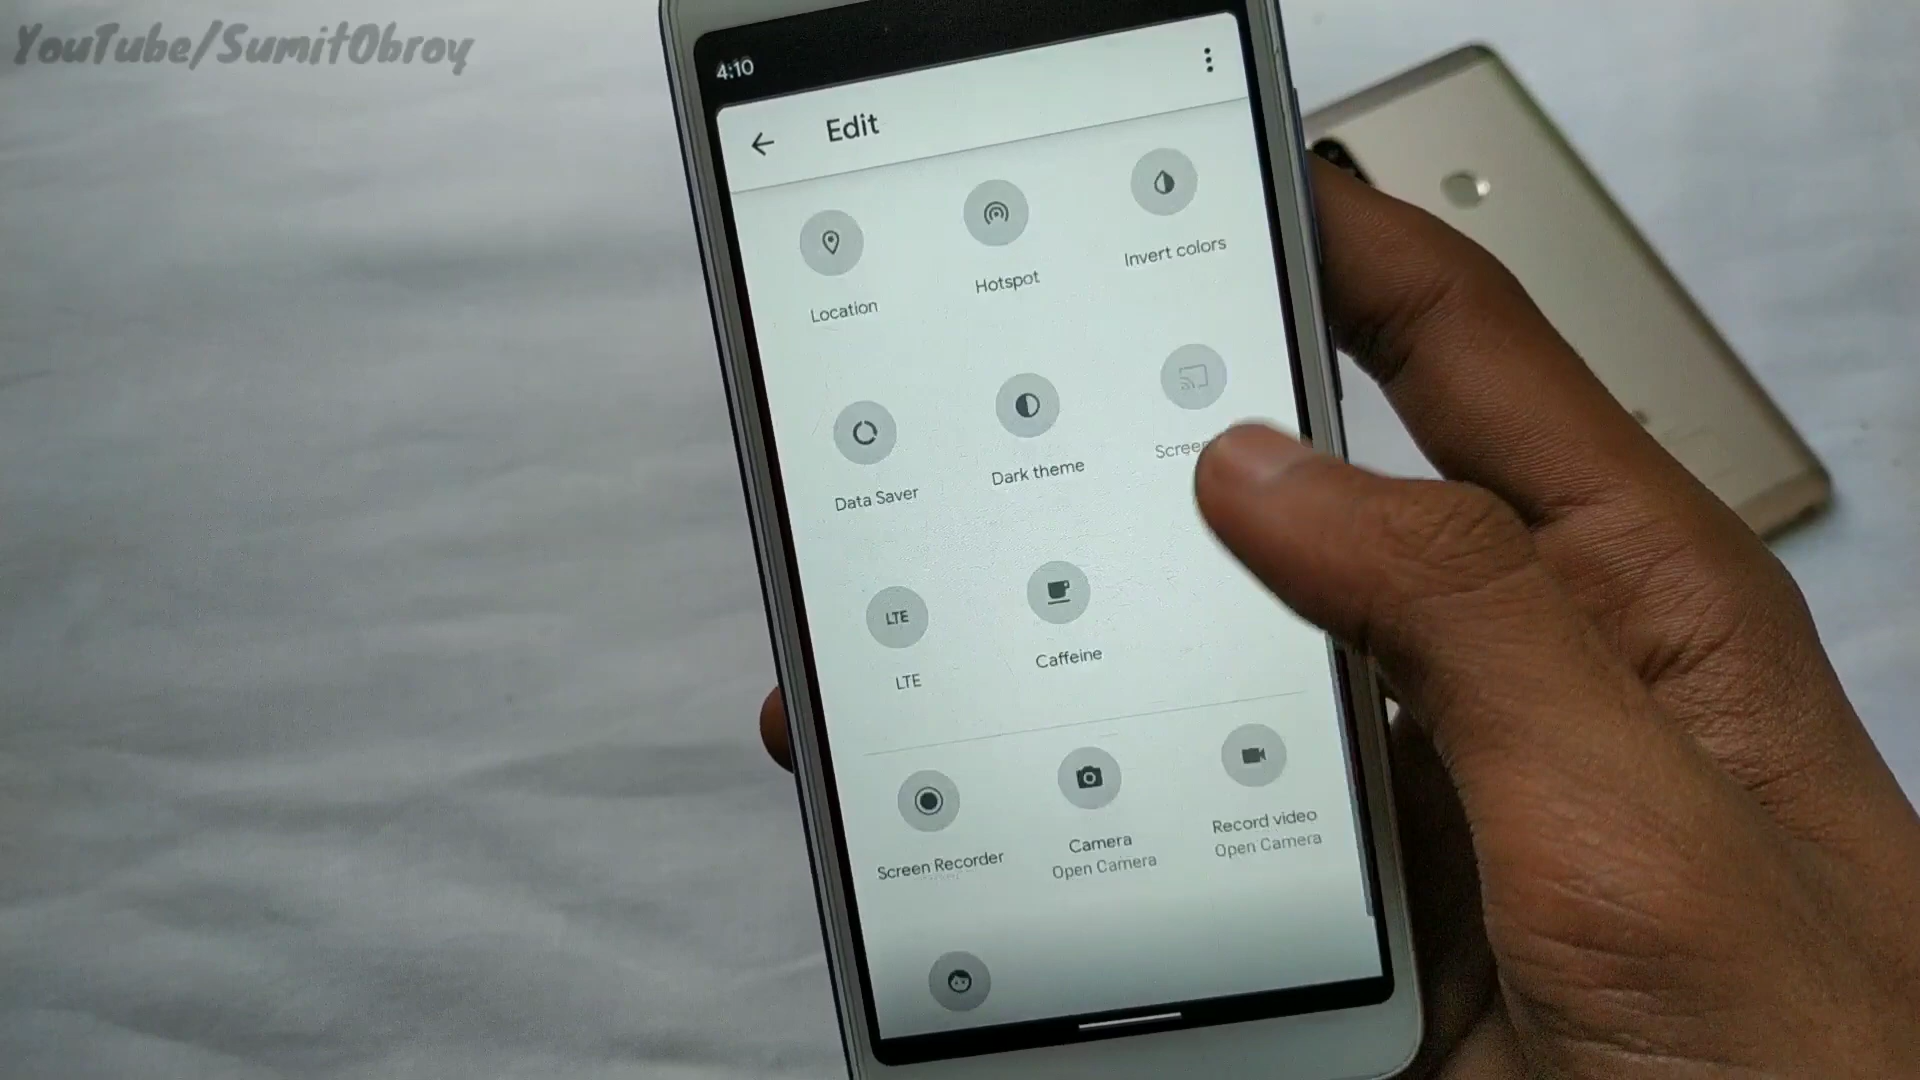 YouTube/SumitObroy
4:10
Edit
Location
Hotspot
Invert colors
Data Saver
Dark theme
LTE
LTE
Caffeine
Screen Recorder
Camera
Open Camera
Record video
Open Camera